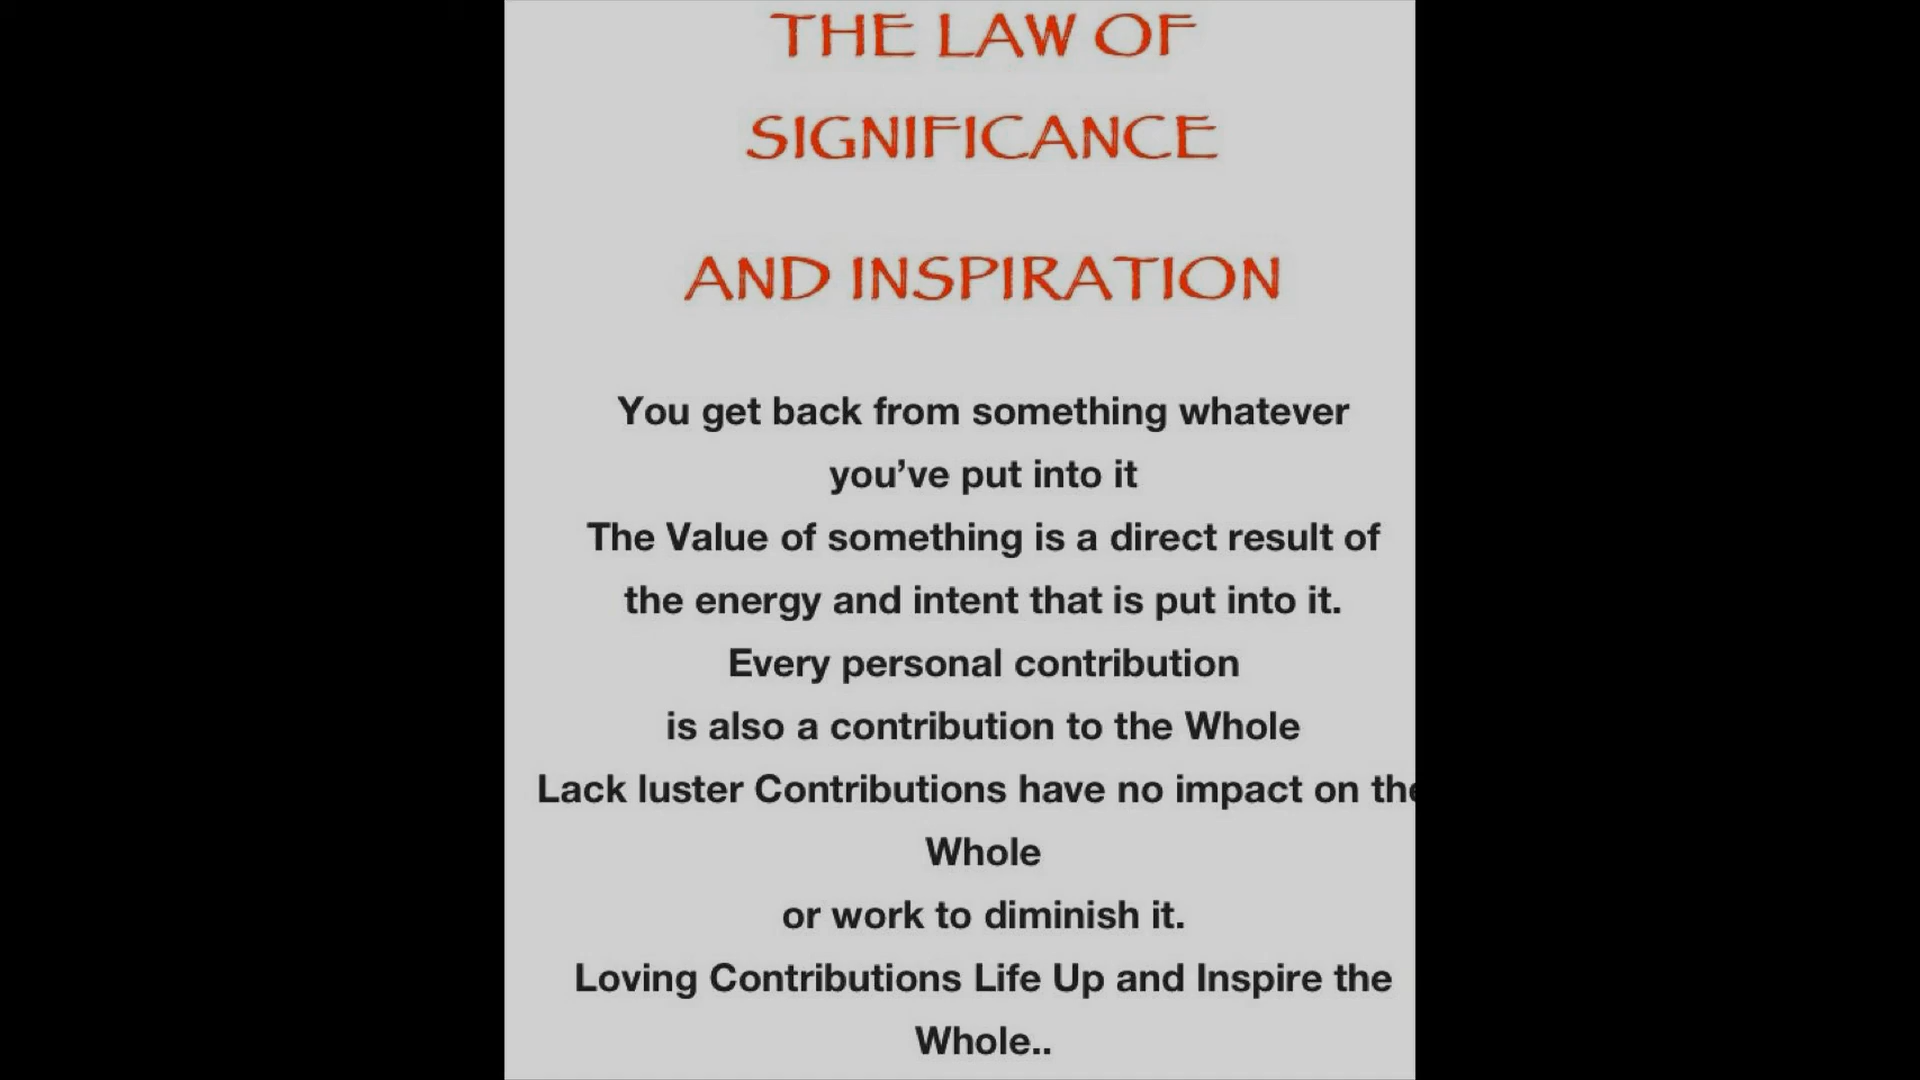 THE LAW OF
SIGNIFICANCE
AND INSPIRATION
You get back from something whatever
you’ve put into it
The Value of something is a direct result of
the energy and intent that is put into it.
Every personal contribution
is also a contribution to the Whole
Lack luster Contributions have no impact on the
Whole
or work to diminish it.
Loving Contributions Life Up and Inspire the
Whole..